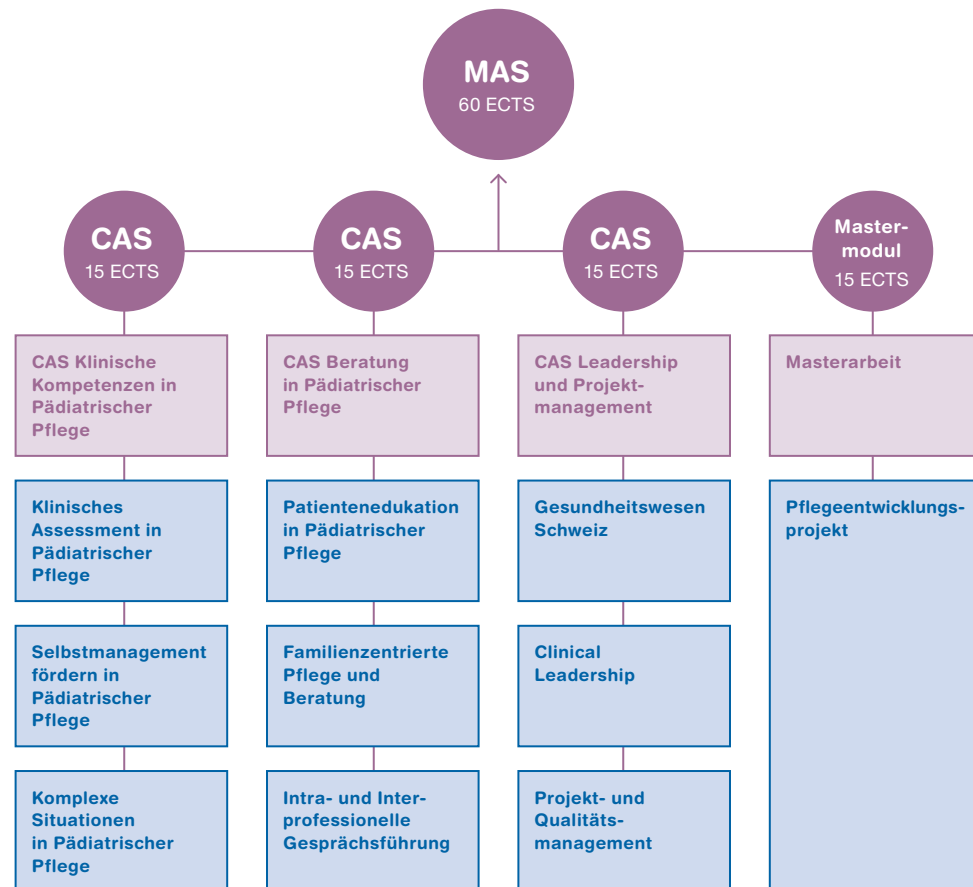 MAS
60 ECTS
CAS
15 ECTS
CAS
15 ECTS
CAS
15 ECTS
Master-
modul
15 ECTS
CAS Klinische
Kompetenzen in
Pädiatrischer
Pflege
CAS Beratung
in Pädiatrischer
Pflege
CAS Leadership
und Projekt-
management
Masterarbeit
Klinisches
Assessment in
Pädiatrischer
Pflege
Patientenedukation
in Pädiatrischer
Pflege
Gesundheitswesen
Schweiz
Pflegeentwicklungs-
projekt
Selbstmanagement
fördern in
Pädiatrischer
Pflege
Familienzentrierte
Pflege und
Beratung
Clinical
Leadership
Komplexe
Situationen
in Pädiatrischer
Pflege
Intra- und Inter-
professionelle
Gesprächsführung
Projekt- und
Qualitäts-
management